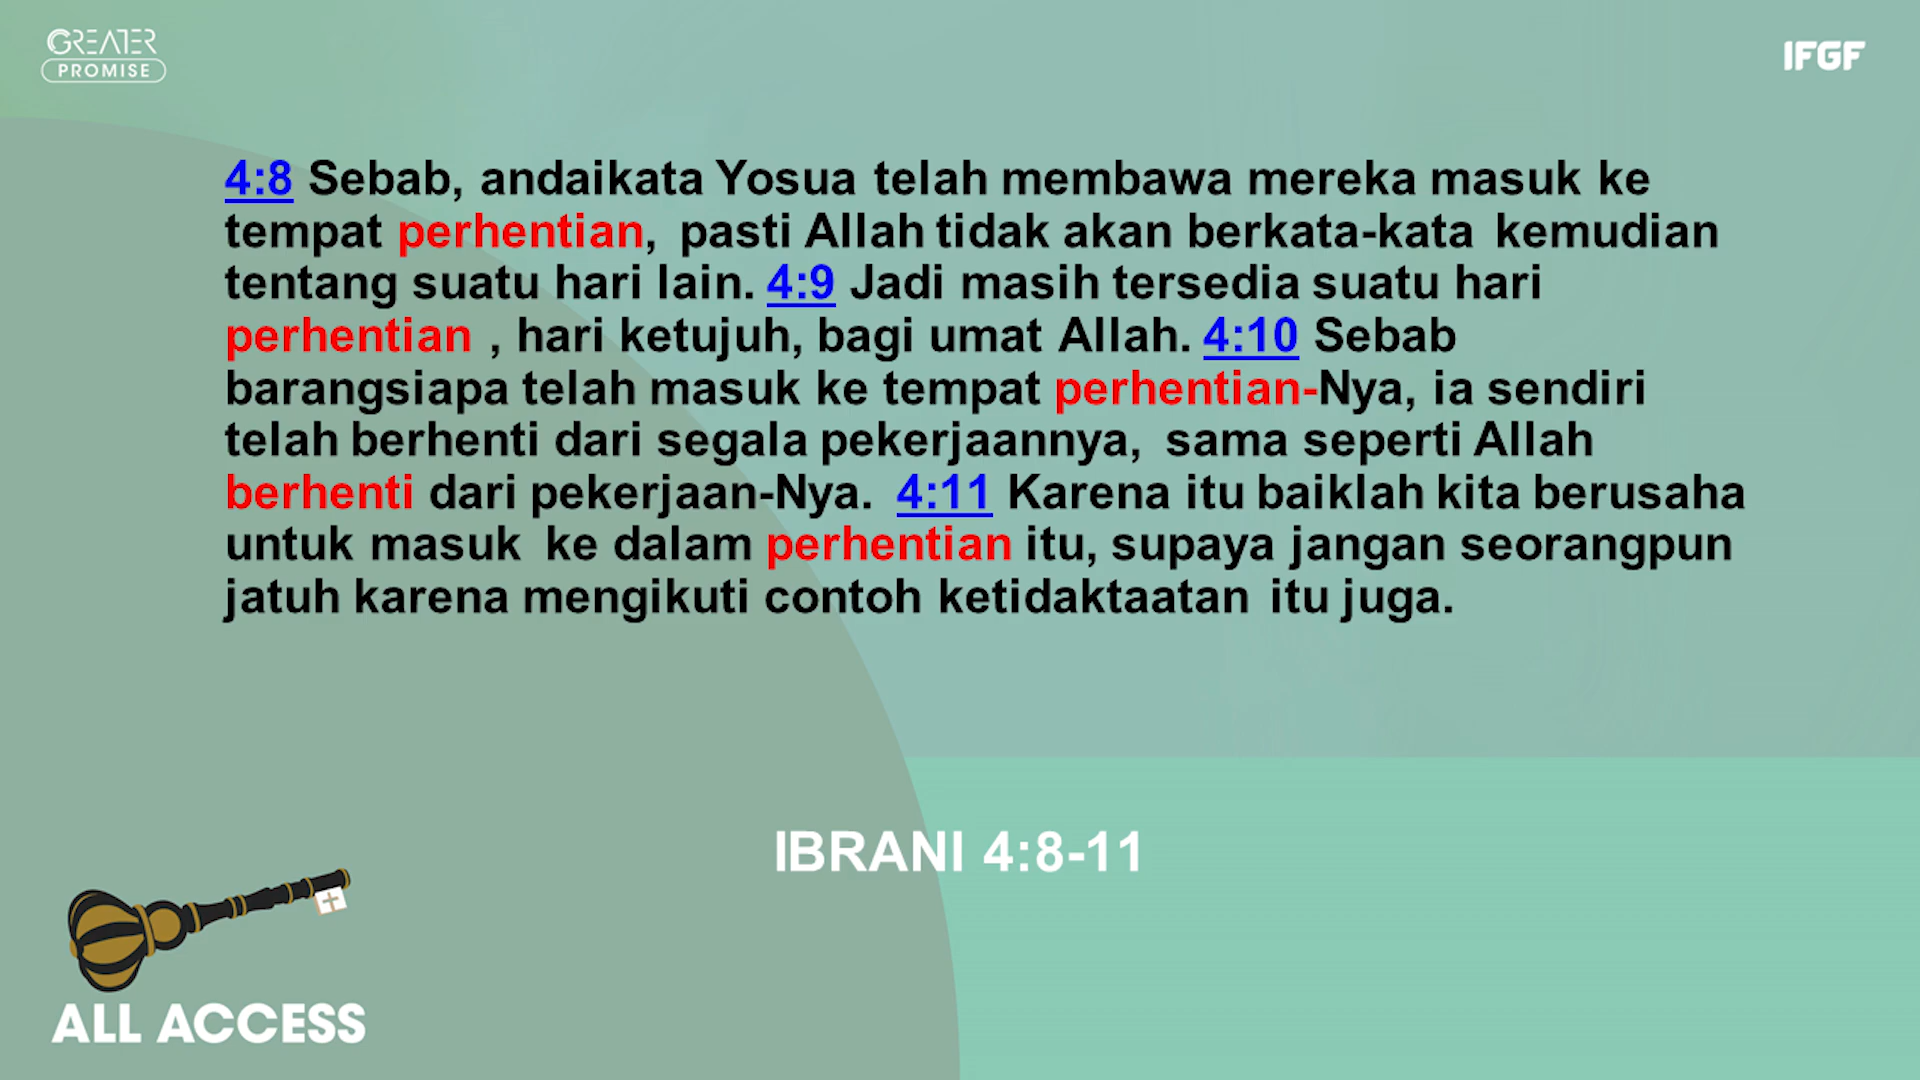 GREATER
PROMISE
IFGF
4:8 Sebab, andaikata Yosua telah membawa mereka masuk ke
tempat perhentian, pasti Allah tidak akan berkata-kata kemudian
tentang suatu hari lain. 4:9 Jadi masih tersedia suatu hari
perhentian , hari ketujuh, bagi umat Allah. 4:10 Sebab
barangsiapa telah masuk ke tempat perhentian-Nya, ia sendiri
telah berhenti dari segala pekerjaannya, sama seperti Allah
berhenti dari pekerjaan-Nya. 4:11 Karena itu baiklah kita berusaha
untuk masuk ke dalam perhentian itu, supaya jangan seorangpun
jatuh karena mengikuti contoh ketidaktaatan itu juga.
IBRANI 4:8-11
ALL ACCESS